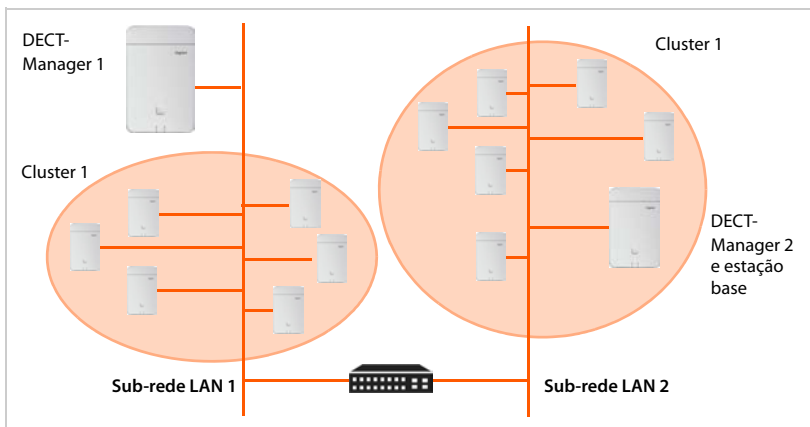 DECT-
Manager 1
Cluster 1
Cluster 1
DECT-
Manager 2
e estação
base
Sub-rede LAN 1
Sub-rede LAN 2